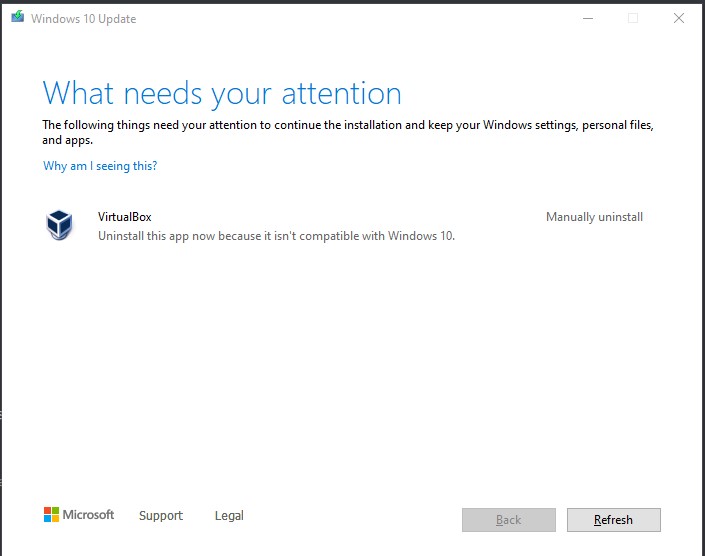 Windows 10 Update
What needs your attention
The following things need your attention to continue the installation and keep your Windows settings, personal files,
and apps.
Why am I seeing this?
VirtualBox
Manually uninstall
Uninstall this app now because it isn't compatible with Windows 10.
Microsoft
Support
Legal
Back
Refresh